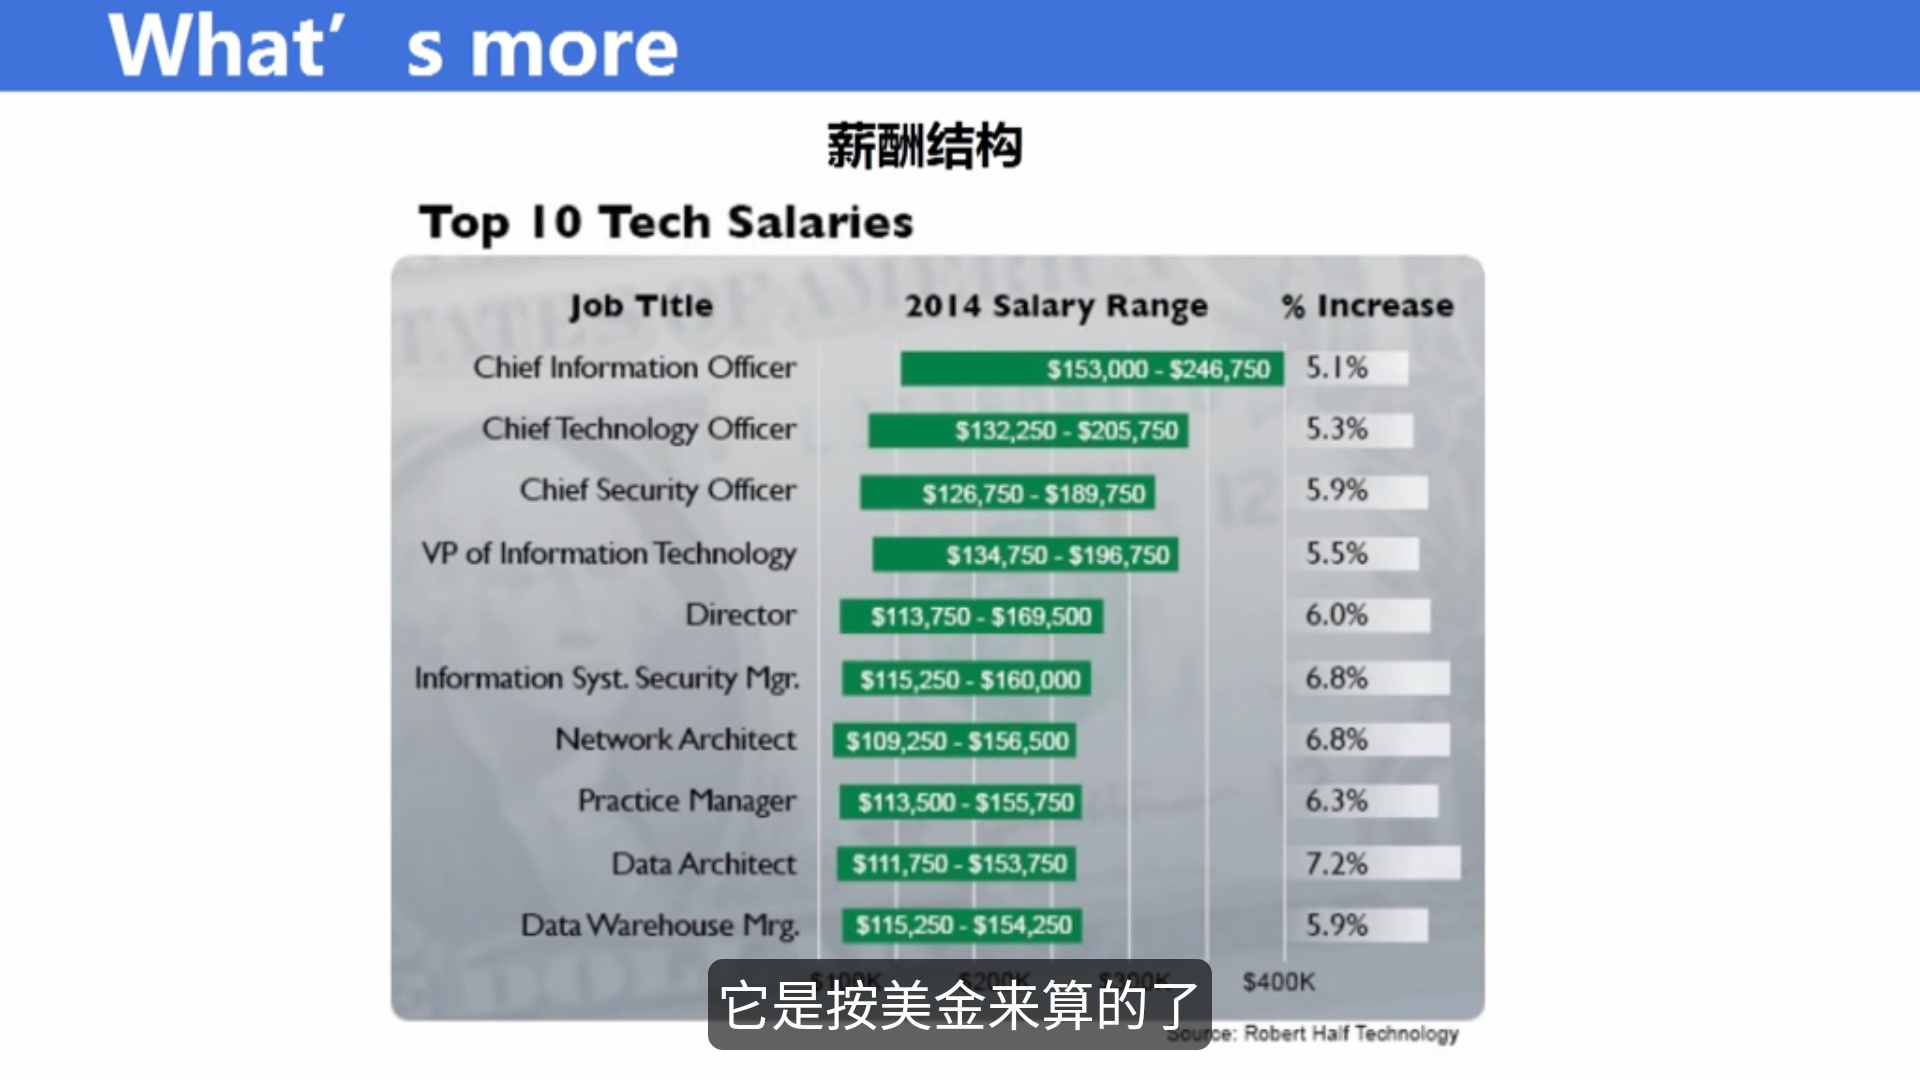 What's more
薪酬结构
Top 10 Tech Salaries
Job Title 2014 Salary Range % Increase
Chief Information Officer $153,000 - $246,750 5.1%
Chief Technology Officer $132,250 - $205,750 5.3%
Chief Security Officer $126,750 - $189,750 5.9%
VP of Information Technology $134,750 - $196,750 5.5%
Director $113,750 - $169,500 6.0%
Information Syst. Security Mgr. $115,250 - $160,000 6.8%
Network Architect $109,250 - $156,500 6.8%
Practice Manager $113,500 - $155,750 6.3%
Data Architect $111,750 - $153,750 7.2%
Data Warehouse Mrg. $115,250 - $154,250 5.9%
$100K $200K $300K $400K
它是按美金来算的了
Source: Robert Half Technology